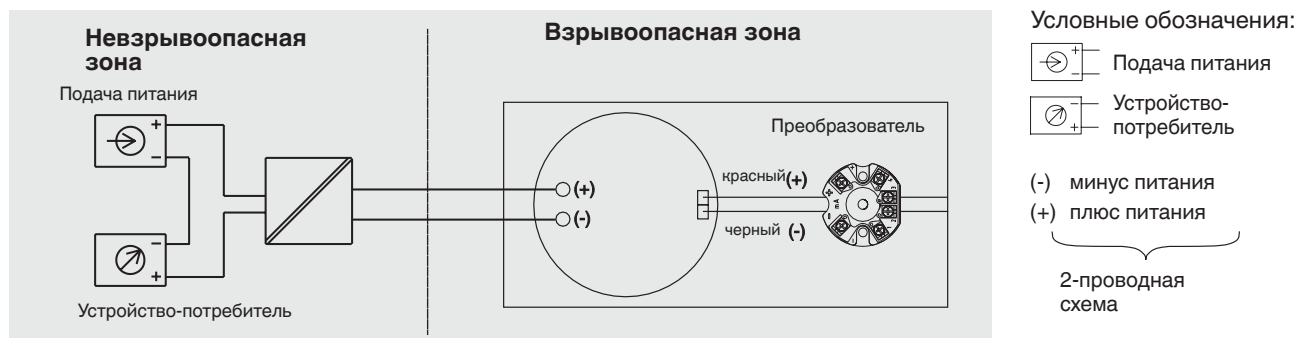 Невзрывоопасная
зона
Подача питания
+
−
−
+
Устройство-потребитель
Взрывоопасная зона
(+)
(-)
Преобразователь
красный(+)
черный (-)
mA
Условные обозначения:
+
−
Подача питания
−
+
Устройство-
потребитель
(-) минус питания
(+) плюс питания
2-проводная
схема